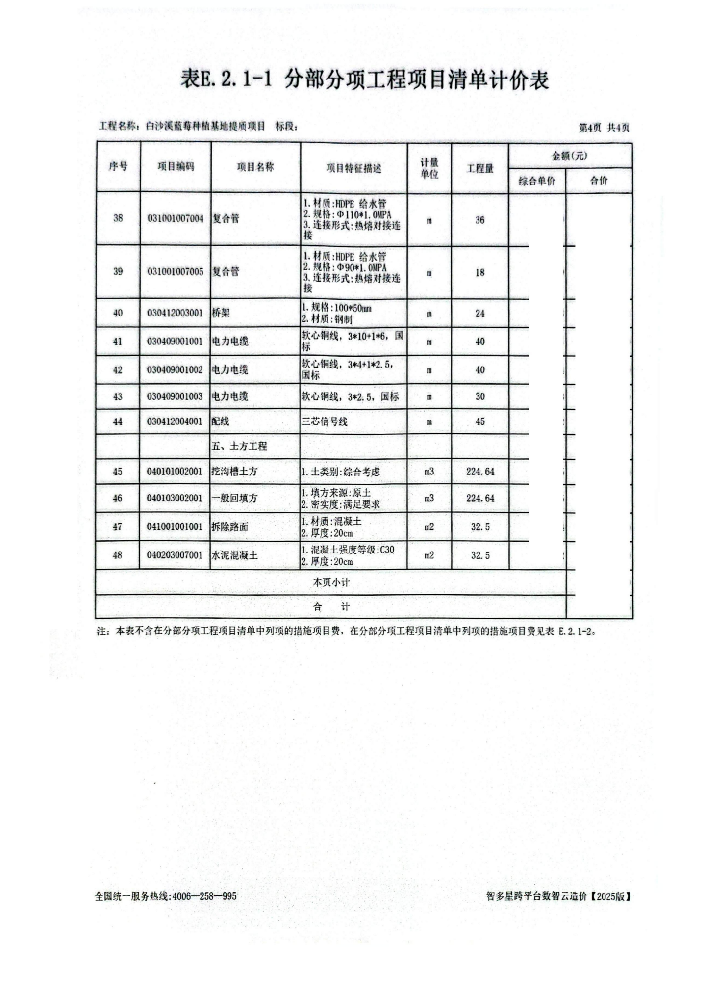 表E.2.1-1 分部分项工程项目清单计价表
工程名称：白沙溪蓝莓种植基地提质项目 标段：
第4页 共4页
序号 项目编码 项目名称 项目特征描述 计量单位 工程量 金额(元)
综合单价 合价
38 031001007004 复合管 1.材质:HDPE 给水管
2.规格:Φ110*1.0MPA
3.连接形式:热熔对接连
接 m 36
39 031001007005 复合管 1.材质:HDPE 给水管
2.规格:Φ90*1.0MPA
3.连接形式:热熔对接连
接 m 18
40 030412003001 桥架 1.规格:100*50mm
2.材质:钢制 m 24
41 030409001001 电力电缆 软心铜线，3*10+1*6，国
标 m 40
42 030409001002 电力电缆 软心铜线，3*4+1*2.5，
国标 m 40
43 030409001003 电力电缆 软心铜线，3*2.5，国标 m 30
44 030412004001 配线 三芯信号线 m 45
五、土方工程
45 040101002001 挖沟槽土方 1.土类别:综合考虑 m3 224.64
46 040103002001 一般回填方 1.填方来源:原土
2.密实度:满足要求 m3 224.64
47 041001001001 拆除路面 1.材质:混凝土
2.厚度:20cm m2 32.5
48 040203007001 水泥混凝土 1.混凝土强度等级:C30
2.厚度:20cm m2 32.5
本页小计
合 计
注：本表不含在分部分项工程项目清单中列项的措施项目费，在分部分项工程项目清单中列项的措施项目费见表 E.2.1-2。
全国统一服务热线:4006—258—995
智多星跨平台数智云造价【2025版】